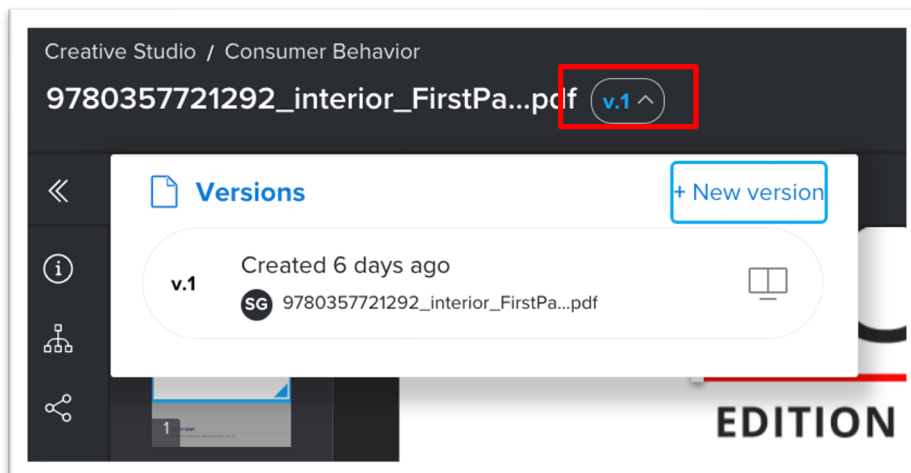 Creative Studio / Consumer Behavior
9780357721292_interior_FirstPa...pdf v.1
Versions + New version
Created 6 days ago
v.1
SG 9780357721292_interior_FirstPa...pdf
1
EDITION